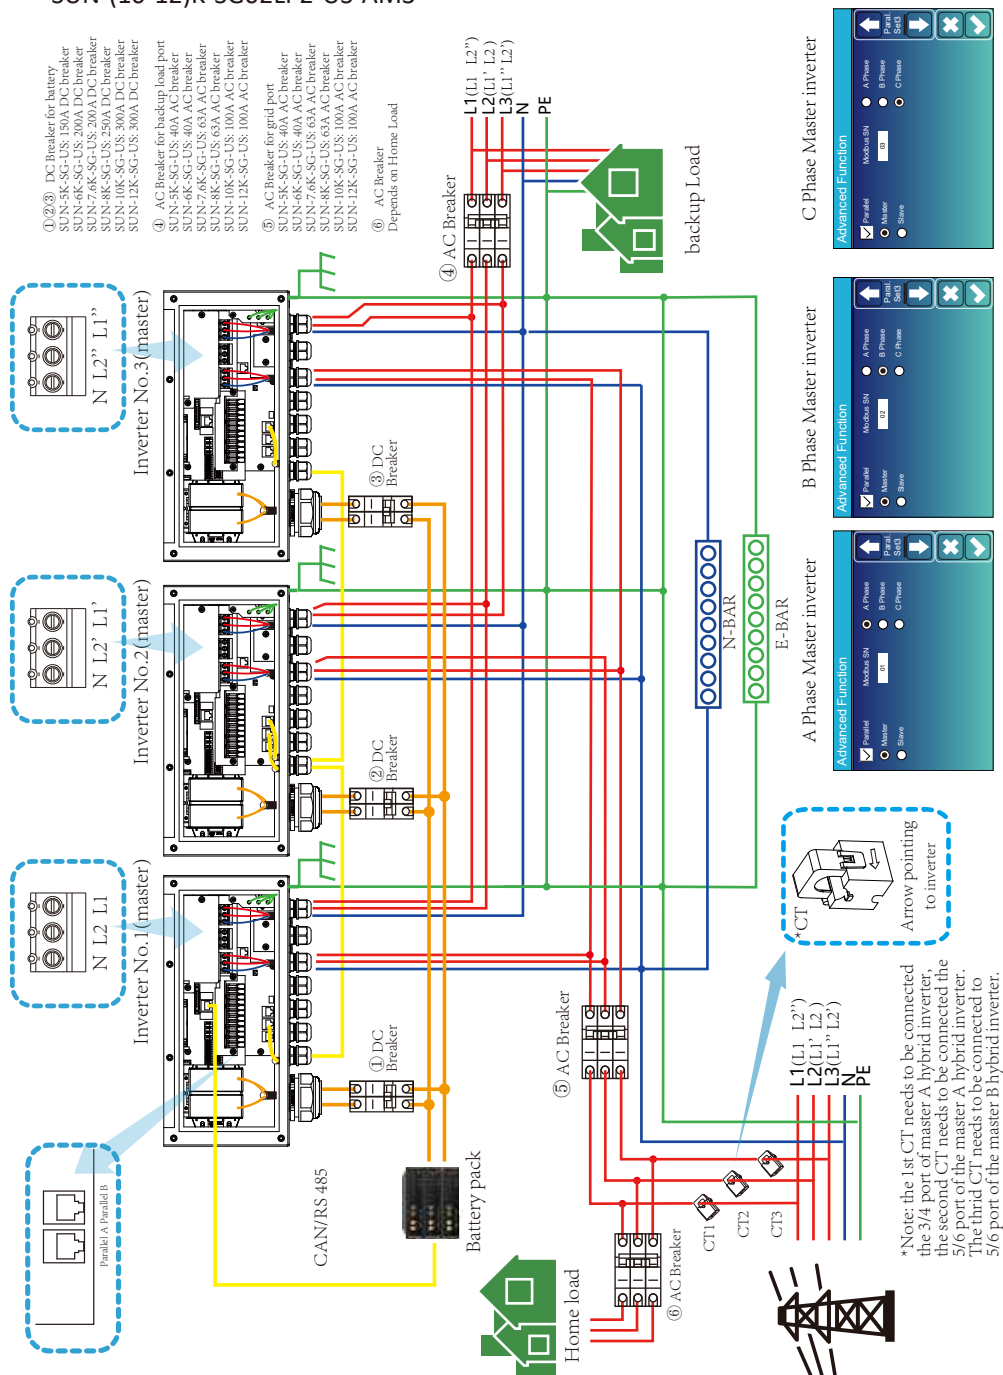 SUN-(10-12)K-SG02LP2-US-AM3
①②③ DC Breaker for battery
SUN-5K-SG-US: 150A DC breaker
SUN-6K-SG-US: 200A DC breaker
SUN-7.6K-SG-US: 200A DC breaker
SUN-8K-SG-US: 250A DC breaker
SUN-10K-SG-US: 300A DC breaker
SUN-12K-SG-US: 300A DC breaker
④ AC Breaker for backup load port
SUN-5K-SG-US: 40A AC breaker
SUN-6K-SG-US: 40A AC breaker
SUN-7.6K-SG-US: 63A AC breaker
SUN-8K-SG-US: 63A AC breaker
SUN-10K-SG-US: 100A AC breaker
SUN-12K-SG-US: 100A AC breaker
⑤ AC Breaker for grid port
SUN-5K-SG-US: 40A AC breaker
SUN-6K-SG-US: 40A AC breaker
SUN-7.6K-SG-US: 63A AC breaker
SUN-8K-SG-US: 63A AC breaker
SUN-10K-SG-US: 100A AC breaker
SUN-12K-SG-US: 100A AC breaker
⑥ AC Breaker
Depends on Home Load
Parallel A Parallel B
N L2 L1
N L2' L1'
N L2'' L1''
Inverter No.1(master)
Inverter No.2(master)
Inverter No.3(master)
CAN/RS 485
① DC
Breaker
② DC
Breaker
③ DC
Breaker
Battery pack
④ AC Breaker
L1(L1 L2'')
L2(L1' L2 )
L3(L1'' L2')
N
PE
backup Load
Home load
⑥ AC Breaker
⑤ AC Breaker
CT1
CT2
CT3
L1(L1 L2'')
L2(L1' L2 )
L3(L1'' L2')
N
PE
N-BAR
E-BAR
*CT
Arrow pointing
to inverter
*Note: the 1st CT needs to be connected
the 3/4 port of master A hybrid inverter,
the second CT needs to be connected the
5/6 port of the master A hybrid inverter.
The thrid CT needs to be connected to
5/6 port of the master B hybrid inverter.
A Phase Master inverter
Advanced Function
Parallel
Master
Slave
Modbus SN
01
A Phase
B Phase
C Phase
Paral.
Set3
B Phase Master inverter
Advanced Function
Parallel
Master
Slave
Modbus SN
02
A Phase
B Phase
C Phase
Paral.
Set3
C Phase Master inverter
Advanced Function
Parallel
Master
Slave
Modbus SN
03
A Phase
B Phase
C Phase
Paral.
Set3